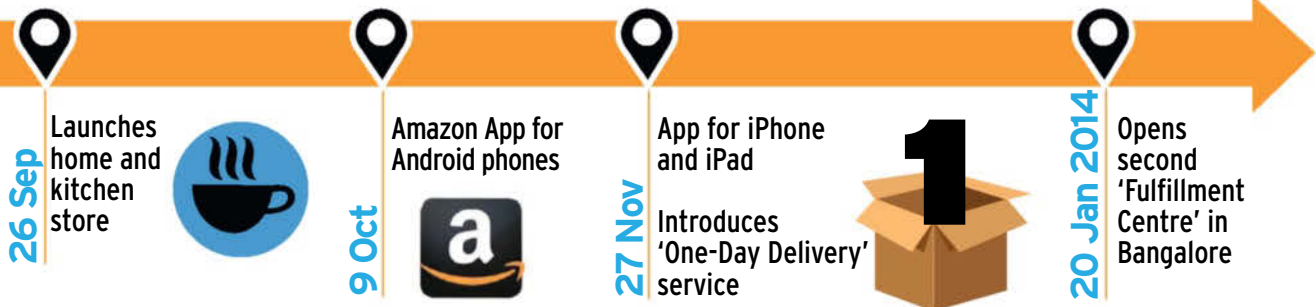 26 Sep
Launches
home and
kitchen
store
9 Oct
Amazon App for
Android phones
a
27 Nov
App for iPhone
and iPad
Introduces
‘One-Day Delivery’
service
1
20 Jan 2014
Opens
second
‘Fulfillment
Centre’ in
Bangalore